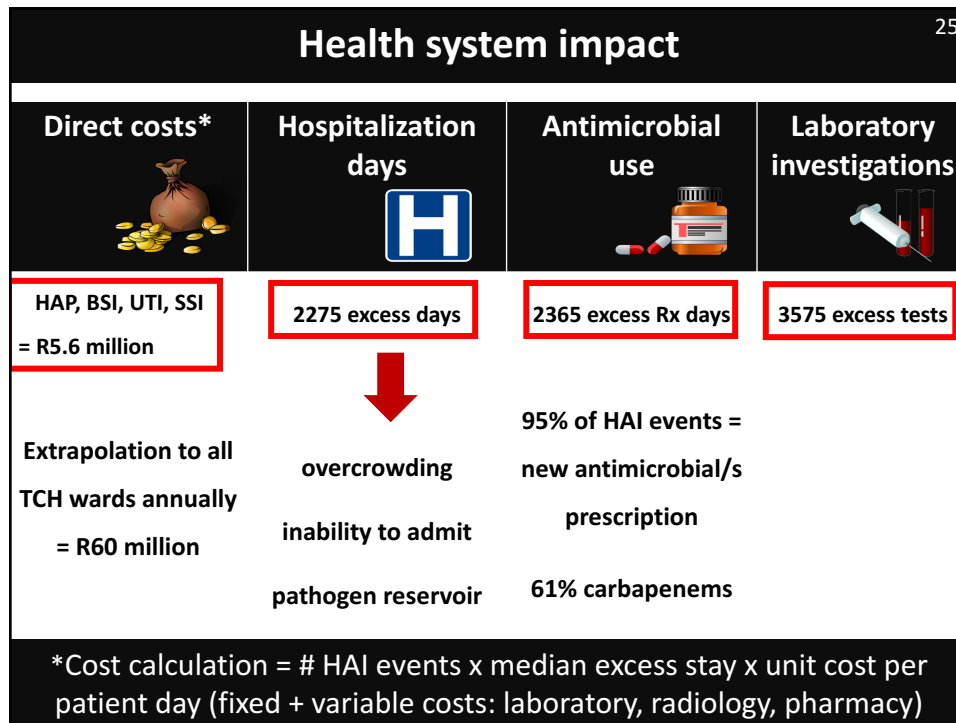 Health system impact
25
Direct costs*
Hospitalization
days
H
Antimicrobial
use
Laboratory
investigations
HAP, BSI, UTI, SSI
= R5.6 million
2275 excess days
2365 excess Rx days
3575 excess tests
Extrapolation to all
TCH wards annually
= R60 million
overcrowding
inability to admit
pathogen reservoir
95% of HAI events =
new antimicrobial/s
prescription
61% carbapenems
*Cost calculation = # HAI events x median excess stay x unit cost per
patient day (fixed + variable costs: laboratory, radiology, pharmacy)